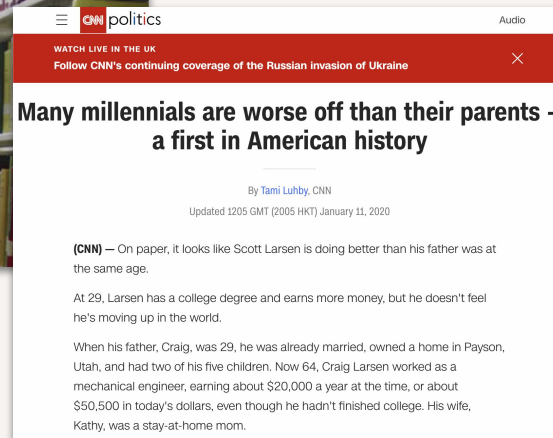 CNN politics
Audio
WATCH LIVE IN THE UK
Follow CNN's continuing coverage of the Russian invasion of Ukraine
Many millennials are worse off than their parents -
a first in American history
By Tami Luhby, CNN
Updated 1205 GMT (2005 HKT) January 11, 2020
(CNN) — On paper, it looks like Scott Larsen is doing better than his father was at
the same age.
At 29, Larsen has a college degree and earns more money, but he doesn't feel
he's moving up in the world.
When his father, Craig, was 29, he was already married, owned a home in Payson,
Utah, and had two of his five children. Now 64, Craig Larsen worked as a
mechanical engineer, earning about $20,000 a year at the time, or about
$50,500 in today's dollars, even though he hadn't finished college. His wife,
Kathy, was a stay-at-home mom.